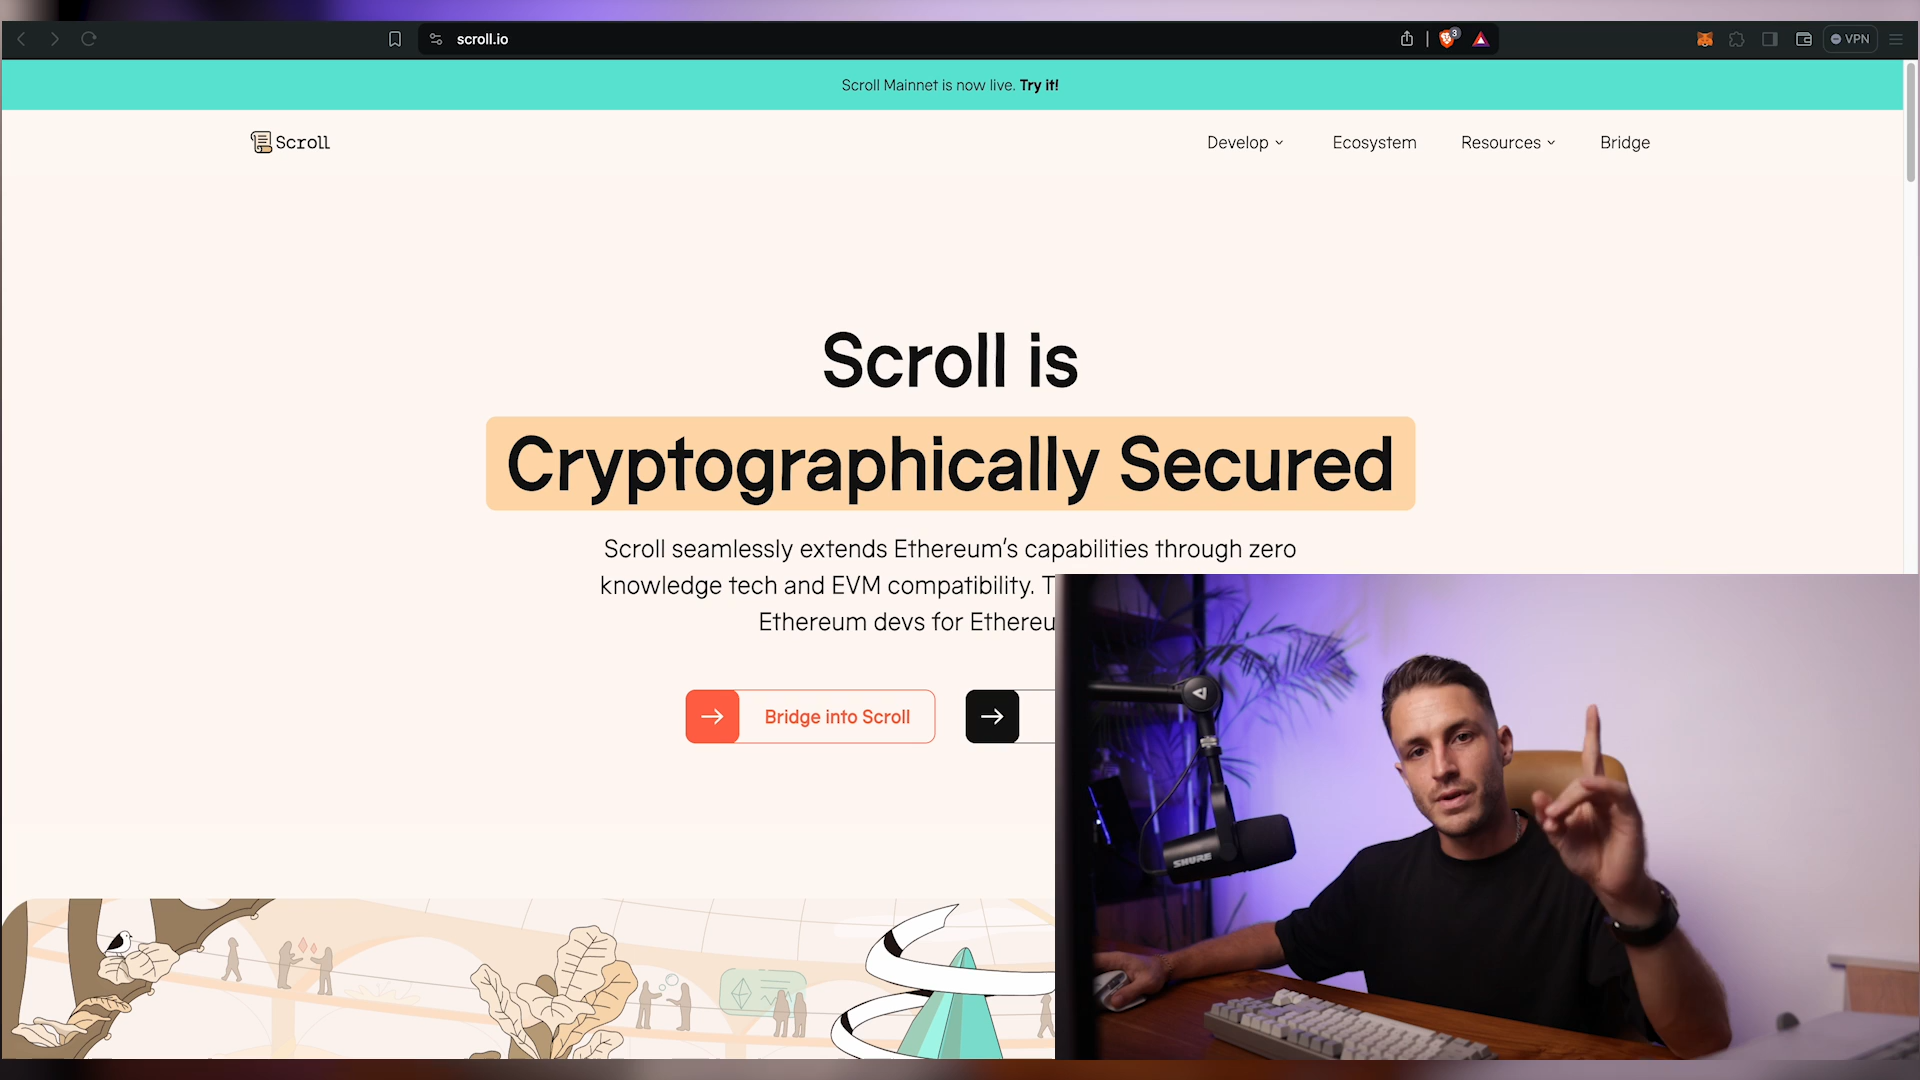 scroll.io
3
VPN
Scroll Mainnet is now live. Try it!
Scroll
Develop
Ecosystem
Resources
Bridge
Scroll is
Cryptographically Secured
Scroll seamlessly extends Ethereum’s capabilities through zero
knowledge tech and EVM compatibility. T
Ethereum devs for Ethereu
Bridge into Scroll
SHURE